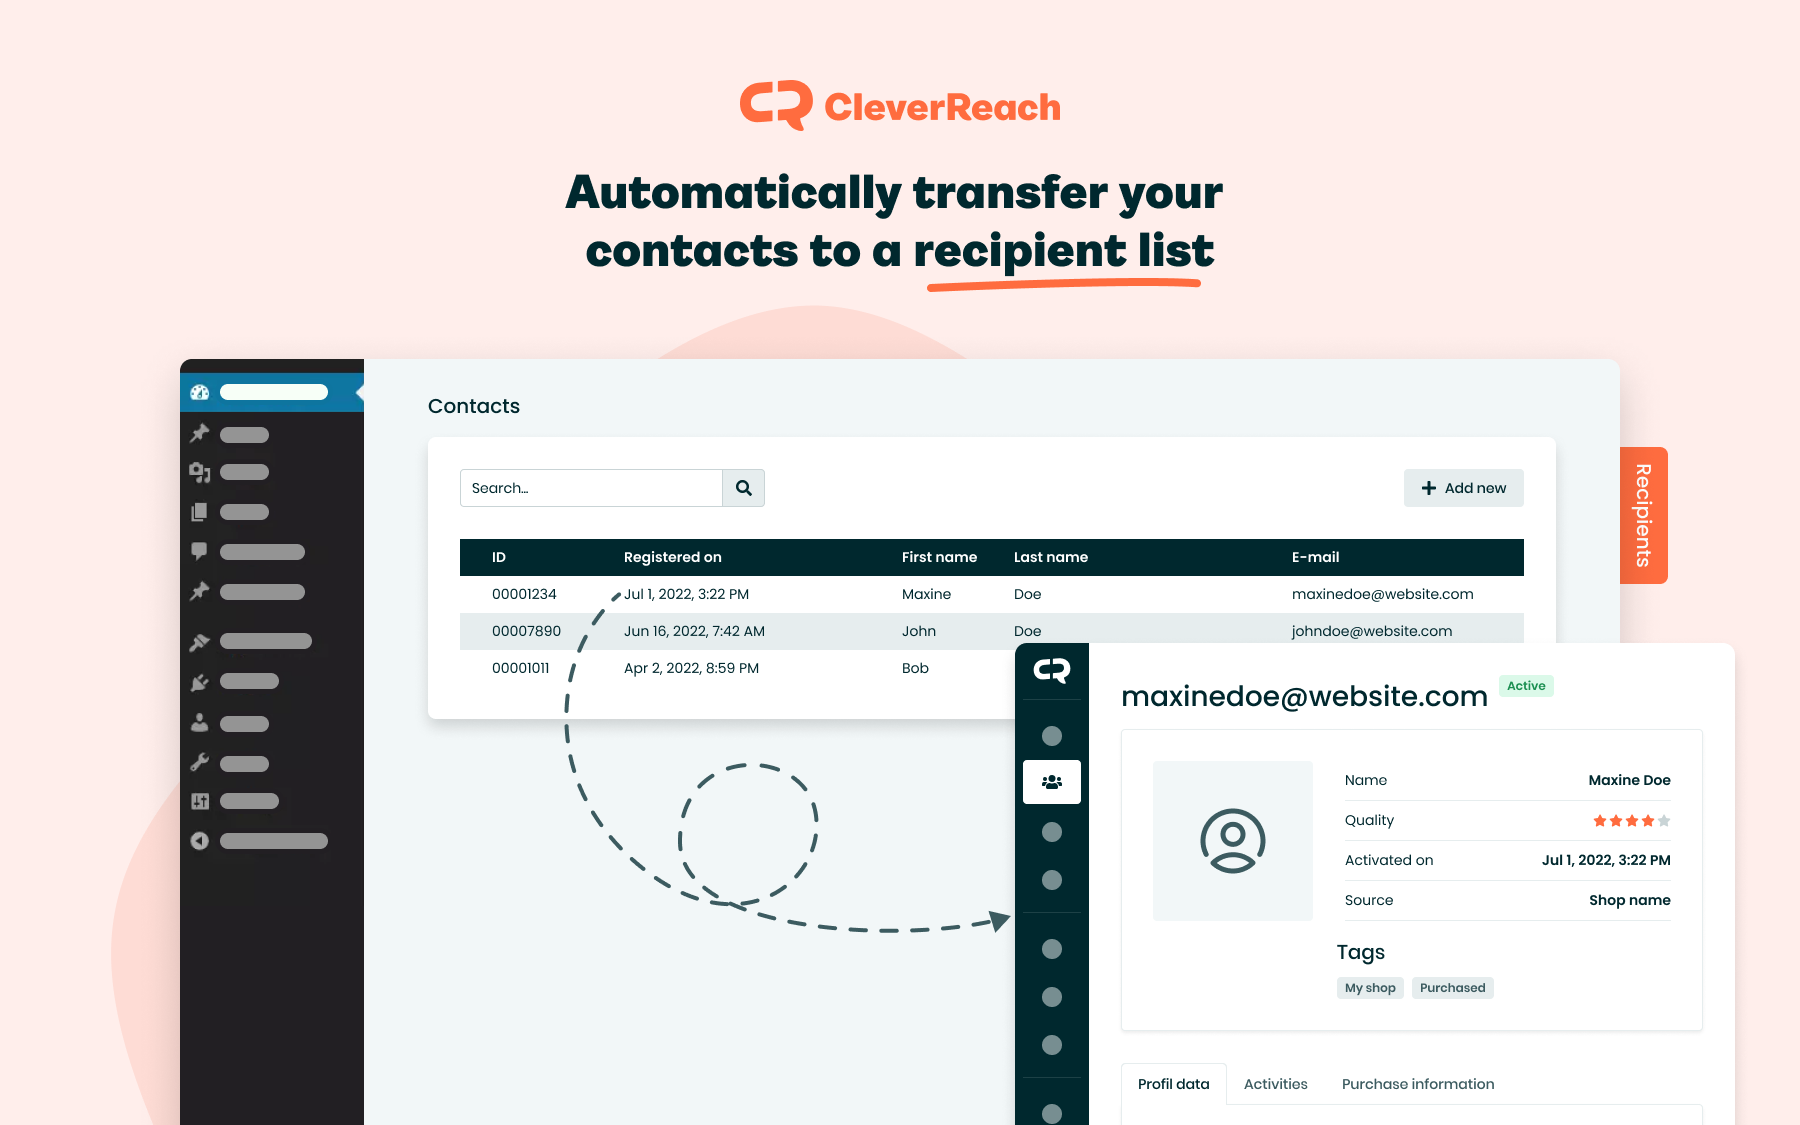 CleverReach
Automatically transfer your
contacts to a recipient list
Contacts
Search...
Add new
Recipients
ID Registered on First name Last name E-mail
00001234 Jul 1, 2022, 3:22 PM Maxine Doe maxinedoe@website.com
00007890 Jun 16, 2022, 7:42 AM John Doe johndoe@website.com
00001011 Apr 2, 2022, 8:59 PM Bob
maxinedoe@website.com Active
Name Maxine Doe
Quality
Activated on Jul 1, 2022, 3:22 PM
Source Shop name
Tags
My shop Purchased
Profil data Activities Purchase information